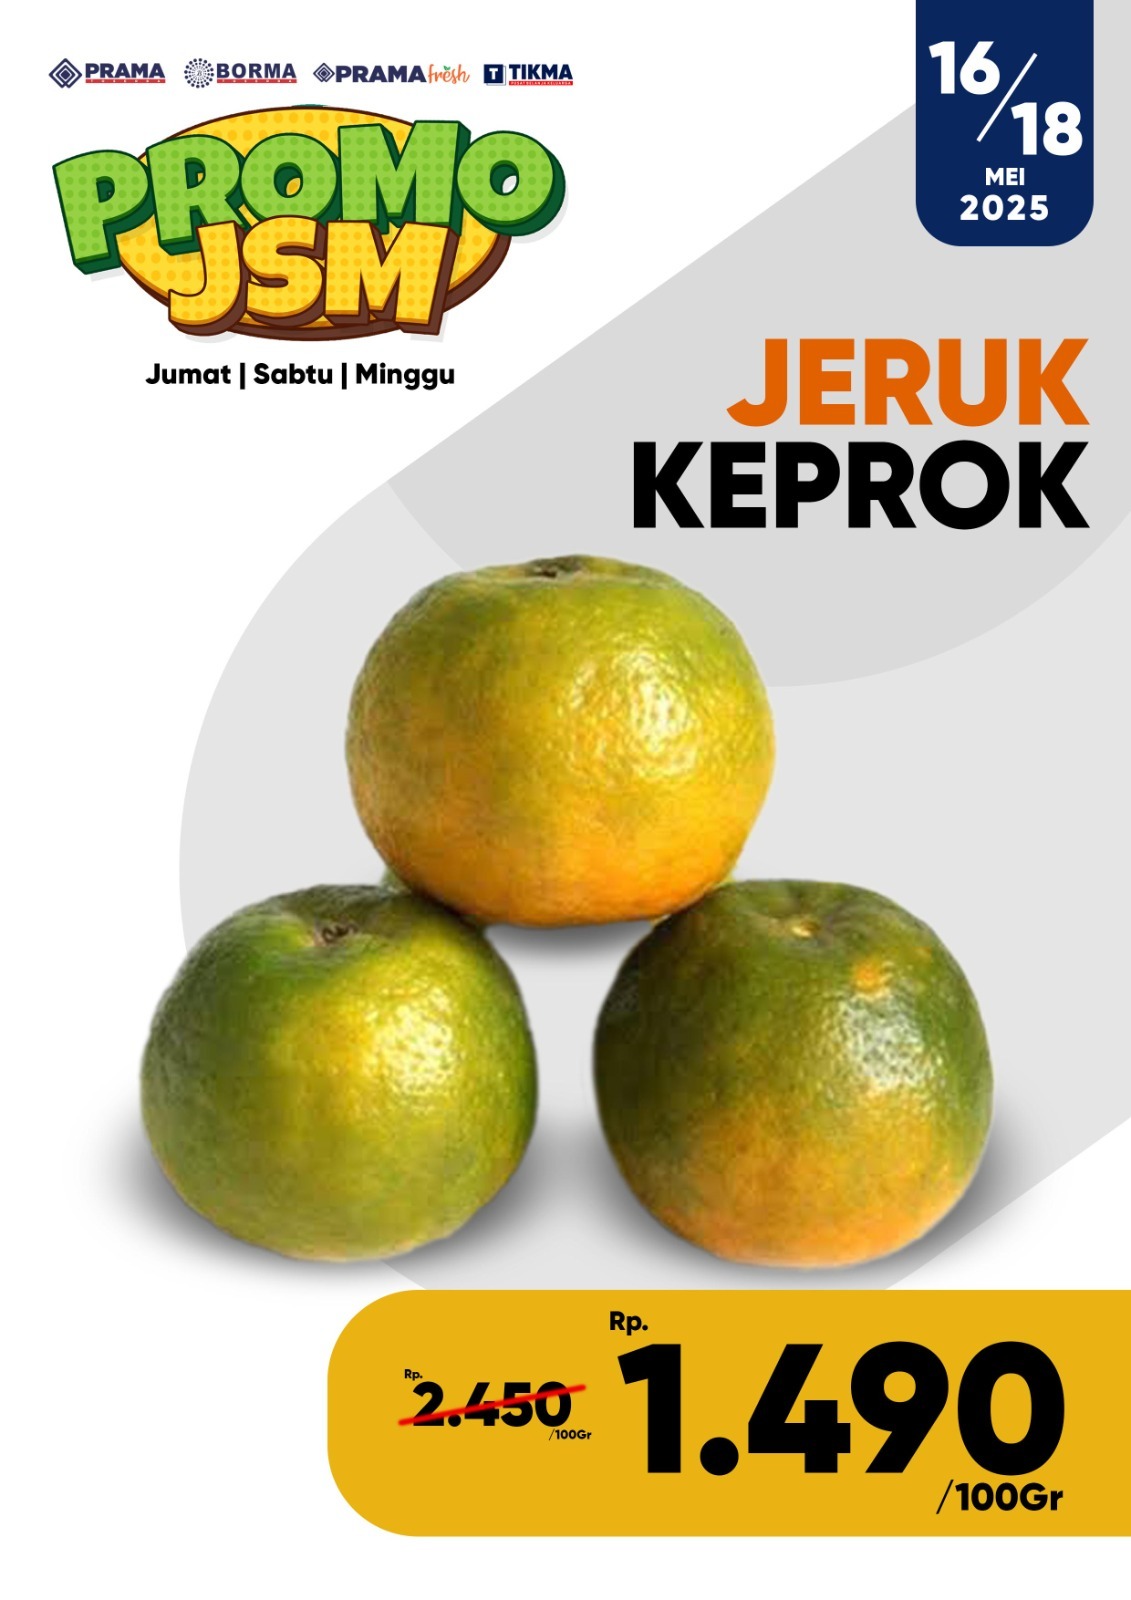 PRAMA BORMA PRAMA fresh T TIKMA
16/18
MEI
2025
PROMO
JSM
Jumat | Sabtu | Minggu
JERUK
KEPROK
Rp.
2.450
/100Gr
Rp.
1.490
/100Gr